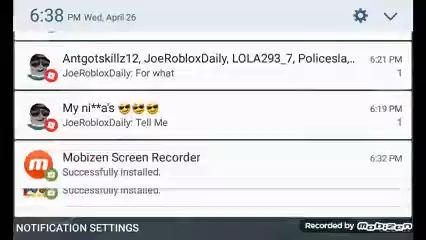 6:38 PM Wed, April 26
Antgotskillz12, JoeRobloxDaily, LOLA293_7, Policesla,.. 6:21 PM
JoeRobloxDaily: For what 1
My ni**a's 😎😎😎 6:19 PM
JoeRobloxDaily: Tell Me 1
Mobizen Screen Recorder 6:32 PM
Successfully installed.
Successfully installed.
NOTIFICATION SETTINGS
Recorded by Mobizen